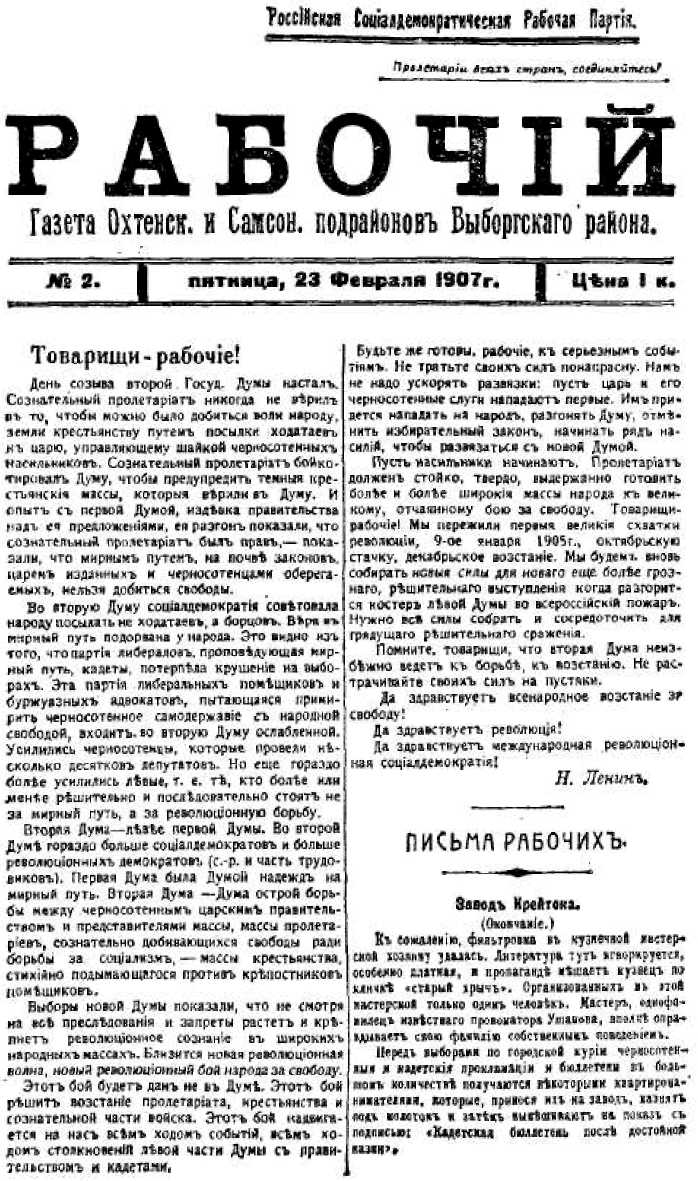 Россійская Соціалдемократическая Рабочая Партія.
Пролетаріи всѣхъ странъ, соединяйтесь!
РАБОЧІЙ
Газета Охтенск. и Самсон. подрайоновъ Выборгскаго района.
№ 2. пятница, 23 Февраля 1907г. Цѣна 1 к.
Товарищи-рабочіе!
День созыва второй Госуд. Думы насталъ.
Сознательный пролетаріатъ никогда не вѣрилъ
въ то, чтобы можно было добиться воли народу,
земли крестьянству путемъ посылки ходатаевъ
къ царю, управляющему шайкой черносотенныхъ
насильниковъ. Сознательный пролетаріатъ бойко-
тировалъ Думу, чтобы предупредить темныя кре-
стьянскія массы, которыя вѣрили въ Думу. И
опытъ съ первой Думой, издѣвка правительства
надъ ея предложеніями, ея разгонъ показали, что
сознательный пролетаріатъ былъ правъ,— пока-
зали, что мирнымъ путемъ, на почвѣ законовъ,
царемъ изданныхъ и черносотенцами оберега-
емыхъ, нельзя добиться свободы.
Во вторую Думу соціалдемократія совѣтовала
народу посылать не ходатаевъ, а борцовъ. Вѣра въ
мирный путь подорвана у народа. Это видно изъ
того, что партія либераловъ, проповѣдующая мир-
ный путь, кадеты, потерпѣла крушеніе на выбо-
рахъ. Эта партія либеральныхъ помѣщиковъ и
буржуазныхъ адвокатовъ, пытающаяся прими-
рить черносотенное самодержавіе съ народной
свободой, входитъ во вторую Думу ослабленной.
Усилились черносотенцы, которые провели нѣ-
сколько десятковъ депутатовъ. Но еще гораздо
болѣе усилились лѣвые, т. е. тѣ, кто болѣе или
менѣе рѣшительно и послѣдовательно стоятъ не
за мирный путь, а за революціонную борьбу.
Вторая Дума—лѣвѣе первой Думы. Во второй
Думѣ гораздо больше соціалдемократовъ и больше
революціонныхъ демократовъ (с.-р. и часть трудо-
виковъ). Первая Дума была Думой надеждъ на
мирный путь. Вторая Дума —Дума острой борь-
бы между черносотеннымъ царскимъ правитель-
ствомъ и представителями массы, массы пролета-
ріевъ, сознательно добивающихся свободы ради
борьбы за соціализмъ,— массы крестьянства,
стихійно подымающагося противъ крѣпостниковъ
помѣщиковъ.
Выборы новой Думы показали, что не смотря
на всѣ преслѣдованія и запреты растетъ и крѣ-
пнетъ революціонное сознаніе въ широкихъ
народныхъ массахъ. Близится новая революціонная
волна, новый революціонный бой народа за свободу.
Этотъ бой будетъ данъ не въ Думѣ. Этотъ бой
рѣшитъ возстаніе пролетаріата, крестьянства и
сознательной части войска. Этотъ бой надвига-
ется на насъ всѣмъ ходомъ событій, всѣмъ хо-
домъ столкновеній лѣвой части Думы съ прави-
тельствомъ и кадетами.
Будьте же готовы, рабочіе, къ серьезнымъ собы-
тіямъ. Не тратьте своихъ силъ понапрасну. Намъ
не надо ускорять развязки: пусть царь и его
черносотенные слуги нападаютъ первые. Имъ при-
дется нападать на народъ, разгонять Думу, отмѣ-
нить избирательный законъ, начинать рядъ на-
силій, чтобы развязаться съ новой Думой.
Пусть насильники начинаютъ. Пролетаріатъ
долженъ стойко, твердо, выдержанно готовить
болѣе и болѣе широкія массы народа къ вели-
кому, отчаянному бою за свободу. Товарищи-
рабочіе! Мы пережили первыя великія схватки
революціи, 9-ое января 1905г., октябрьскую
стачку, декабрьское возстаніе. Мы будемъ вновь
собирать новыя силы для новаго еще болѣе гроз-
наго, рѣшительнаго выступленія когда разгорит-
ся костеръ лѣвой Думы во всероссійскій пожаръ.
Нужно всѣ силы собрать и сосредоточить для
грядущаго рѣшительнаго сраженія.
Помните, товарищи, что вторая Дума неиз-
бѣжно ведетъ къ борьбѣ, къ возстанію. Не рас-
трачивайте своихъ силъ на пустяки.
Да здравствуетъ всенародное возстаніе за
свободу!
Да здравствуетъ революція!
Да здравствуетъ международная революціон-
ная соціалдемократія!
Н. Ленинъ.
ПИСЬМА РАБОЧИХЪ.
Заводъ Крейтона.
(Окончаніе.)
Къ сожалѣнію, фильтровка въ кузнечной мастер-
ской хозяину удалась. Литература тутъ игнорируется,
особенно платная, и пропагандѣ мѣшаетъ кузнецъ по
кличкѣ «старый хрычъ». Организованныхъ въ этой
мастерской только одинъ человѣкъ. Мастеръ, однофа-
милецъ извѣстнаго провокатора Ушакова, вполнѣ опра-
вдываетъ свою фамилію собственнымъ поведеніемъ.
Передъ выборами по городской куріи черносотен-
ныя и кадетскія прокламаціи и бюллетени въ боль-
шомъ количествѣ получаются нѣкоторыми квартирона-
нимателями, которые, принося ихъ на заводъ, казнятъ
подъ молотокъ и затѣмъ вывѣшиваютъ на показъ съ
подписью: «Кадетская бюллетень послѣ достойной
казни».